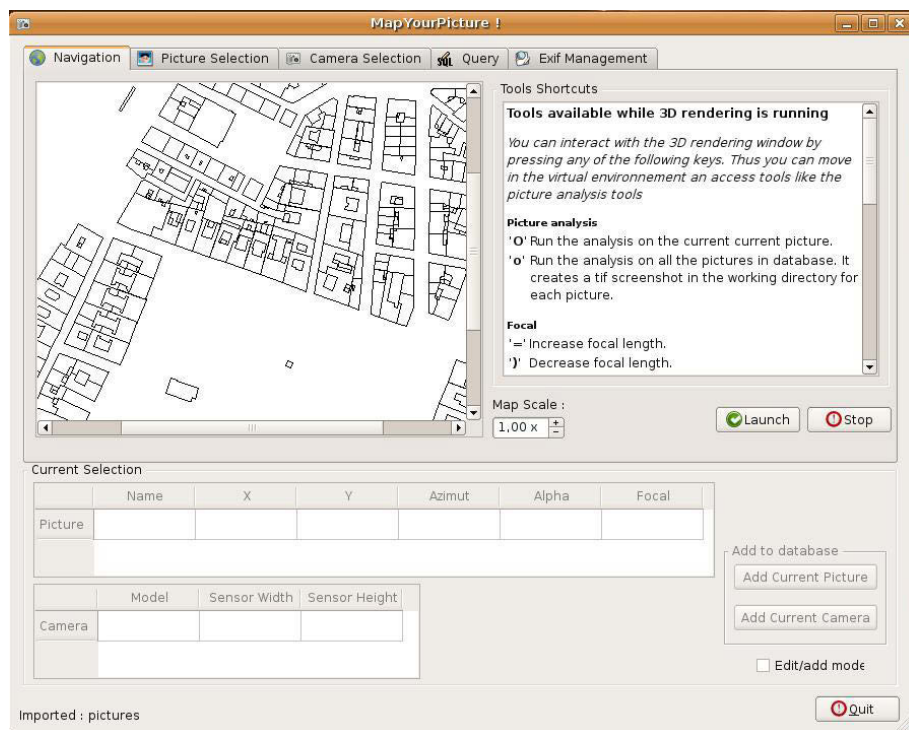 MapYourPicture !
Navigation
Picture Selection
Camera Selection
SQL Query
Exif Management
Tools Shortcuts
Tools available while 3D rendering is running
You can interact with the 3D rendering window by
pressing any of the following keys. Thus you can move
in the virtual environnement an access tools like the
picture analysis tools
Picture analysis
'O' Run the analysis on the current current picture.
'o' Run the analysis on all the pictures in database. It
creates a tif screenshot in the working directory for
each picture.
Focal
'=' Increase focal length.
')' Decrease focal length.
Map Scale :
1,00 x
Launch
Stop
Current Selection
Name X Y Azimut Alpha Focal
Picture
Add to database
Add Current Picture
Model Sensor Width Sensor Height
Camera
Add Current Camera
Edit/add mode
Imported : pictures
Quit